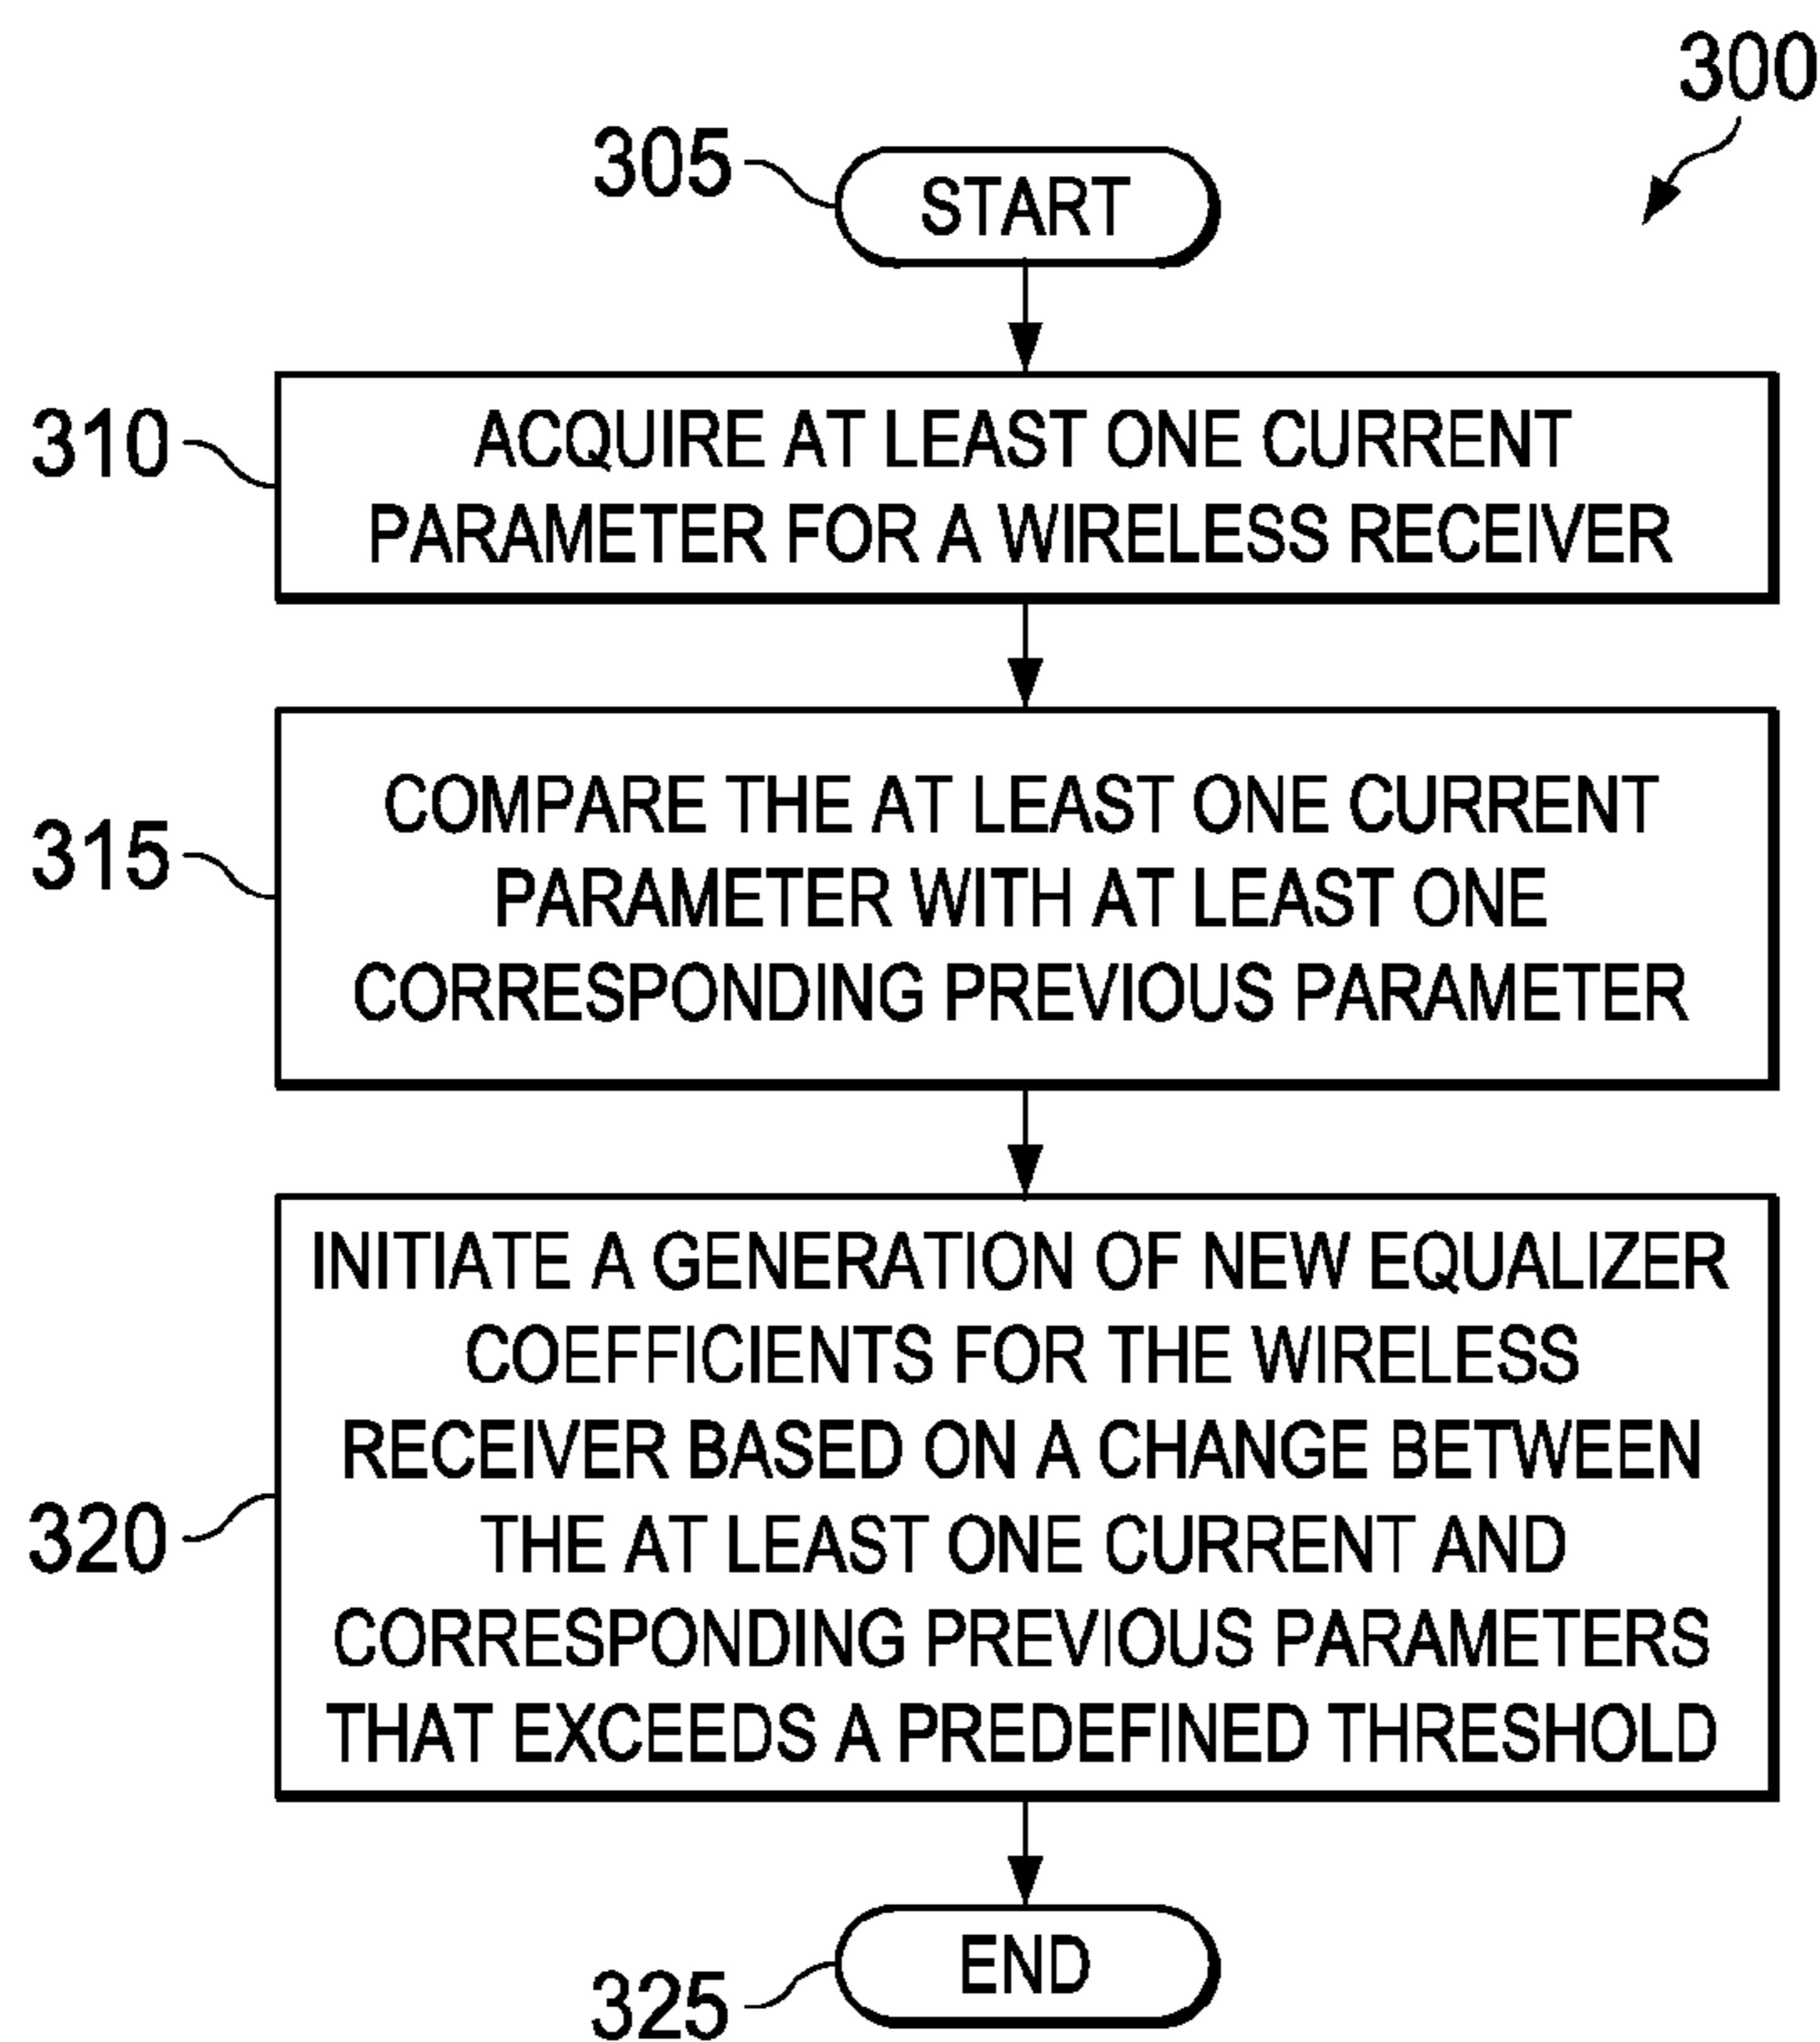 300
305
START
310
ACQUIRE AT LEAST ONE CURRENT
PARAMETER FOR A WIRELESS RECEIVER
315
COMPARE THE AT LEAST ONE CURRENT
PARAMETER WITH AT LEAST ONE
CORRESPONDING PREVIOUS PARAMETER
320
INITIATE A GENERATION OF NEW EQUALIZER
COEFFICIENTS FOR THE WIRELESS
RECEIVER BASED ON A CHANGE BETWEEN
THE AT LEAST ONE CURRENT AND
CORRESPONDING PREVIOUS PARAMETERS
THAT EXCEEDS A PREDEFINED THRESHOLD
325
END